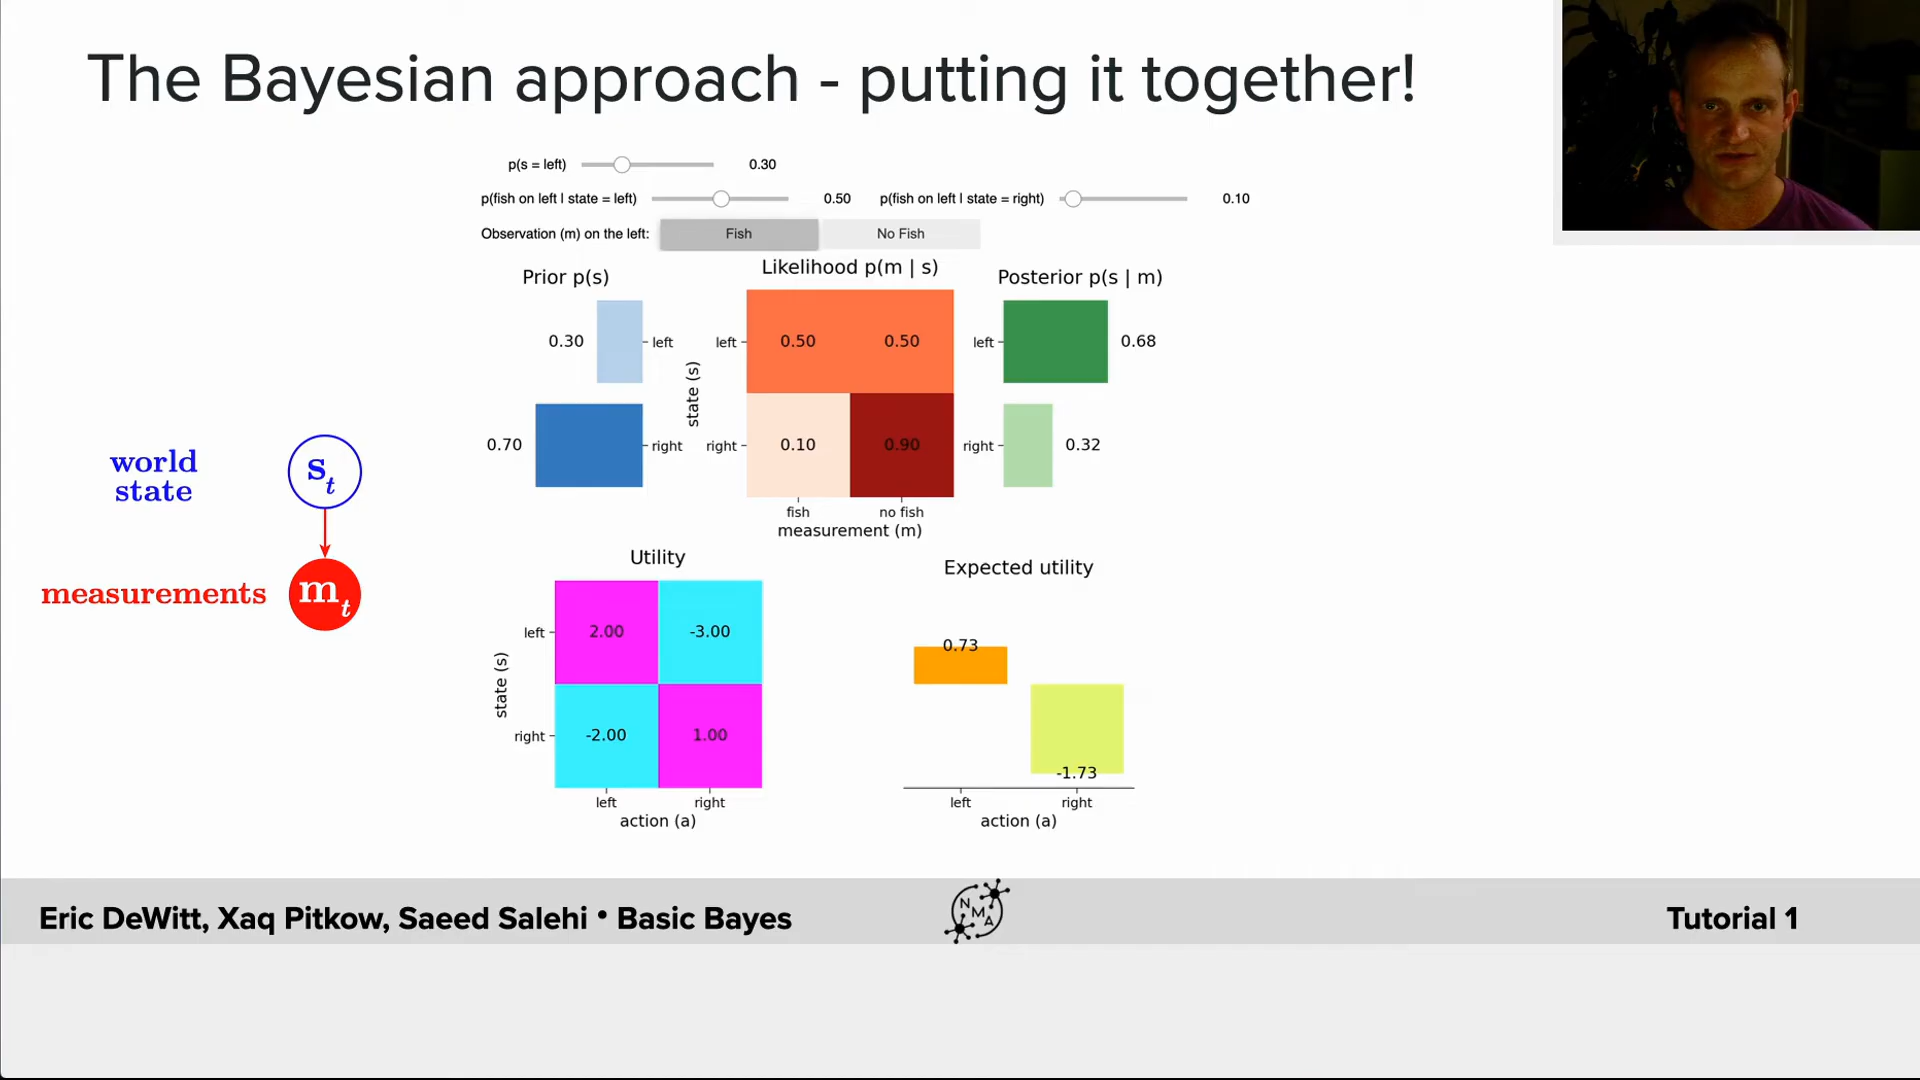 The Bayesian approach - putting it together!
p(s = left) 0.30
p(fish on left | state = left) 0.50 p(fish on left | state = right) 0.10
Observation (m) on the left: Fish No Fish
Prior p(s) Likelihood p(m | s) Posterior p(s | m)
0.30 left left 0.50 0.50 left 0.68
state (s)
0.70 right right 0.10 0.90 right 0.32
fish no fish
measurement (m)
world
state
s t
measurements m t
Utility Expected utility
left 2.00 -3.00 0.73
state (s)
right -2.00 1.00 -1.73
left right left right
action (a) action (a)
Eric DeWitt, Xaq Pitkow, Saeed Salehi • Basic Bayes N M A Tutorial 1